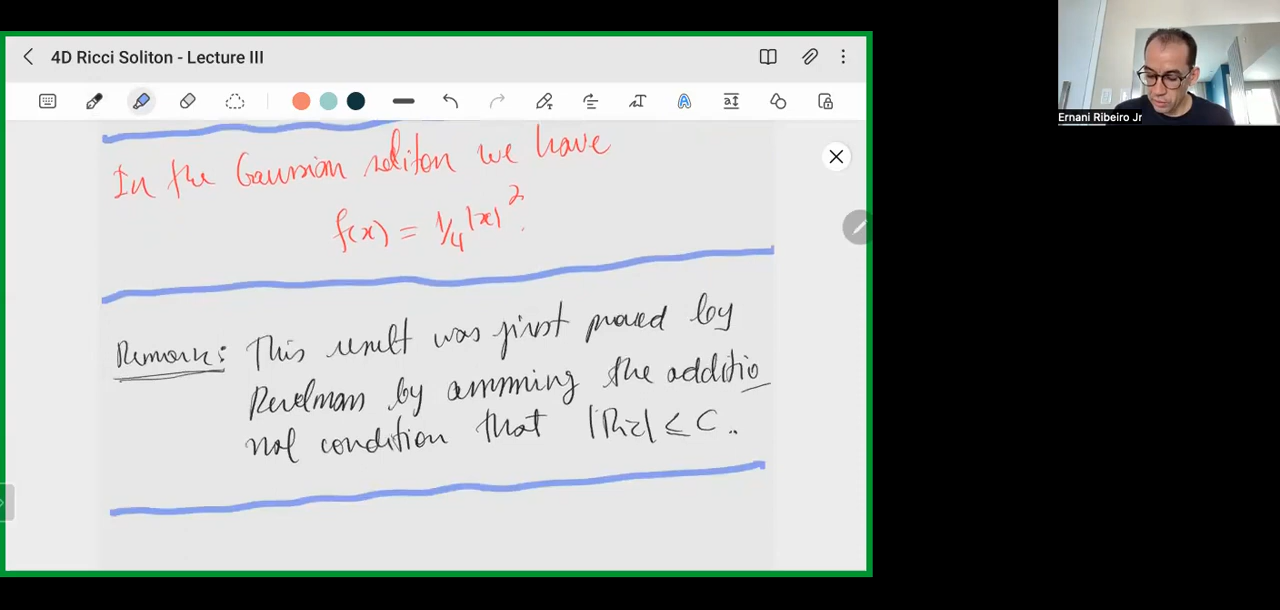 4D Ricci Soliton - Lecture III
In the Gaussian soliton we have
f(x) = 1/4 |x|^2.
Remark: This result was first proved by
Perelman by assuming the additio
nal condition that |Ric| ≤ C..
Ernani Ribeiro Jr